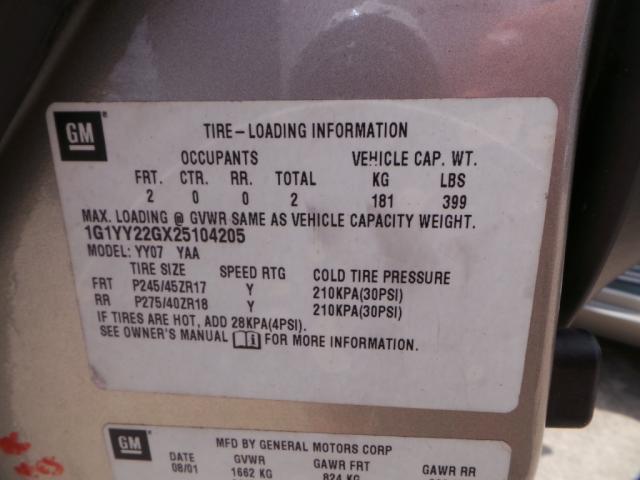 GM
TIRE–LOADING INFORMATION
OCCUPANTS VEHICLE CAP. WT.
FRT. CTR. RR. TOTAL KG LBS
2 0 0 2 181 399
MAX. LOADING @ GVWR SAME AS VEHICLE CAPACITY WEIGHT.
1G1YY22GX25104205
MODEL: YY07 YAA
TIRE SIZE SPEED RTG COLD TIRE PRESSURE
FRT P245/45ZR17 Y 210KPA(30PSI)
RR P275/40ZR18 Y 210KPA(30PSI)
IF TIRES ARE HOT, ADD 28KPA(4PSI).
SEE OWNER'S MANUAL FOR MORE INFORMATION.
GM
MFD BY GENERAL MOTORS CORP
DATE GVWR GAWR FRT GAWR RR
08/01 1662 KG 824 KG